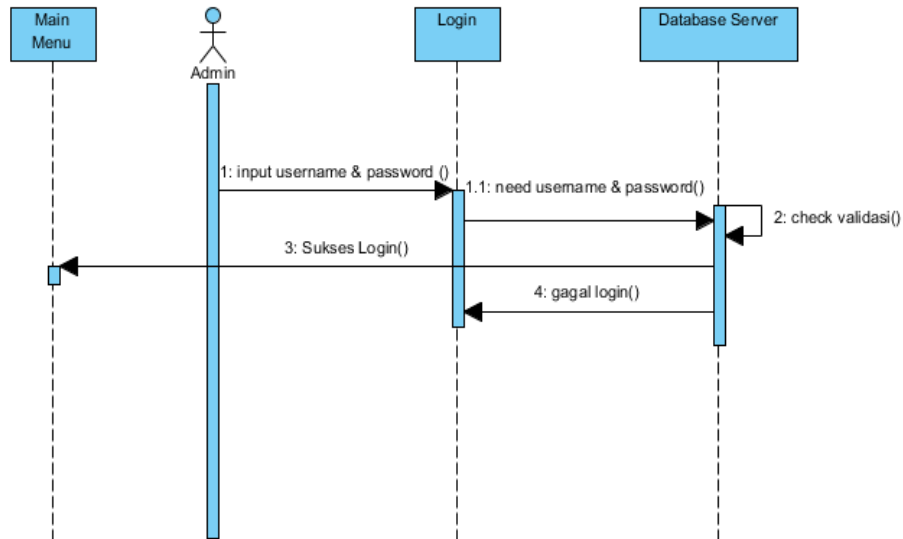 Main
Menu
Admin
Login
Database Server
1: input username & password ()
1.1: need username & password()
2: check validasi()
3: Sukses Login()
4: gagal login()